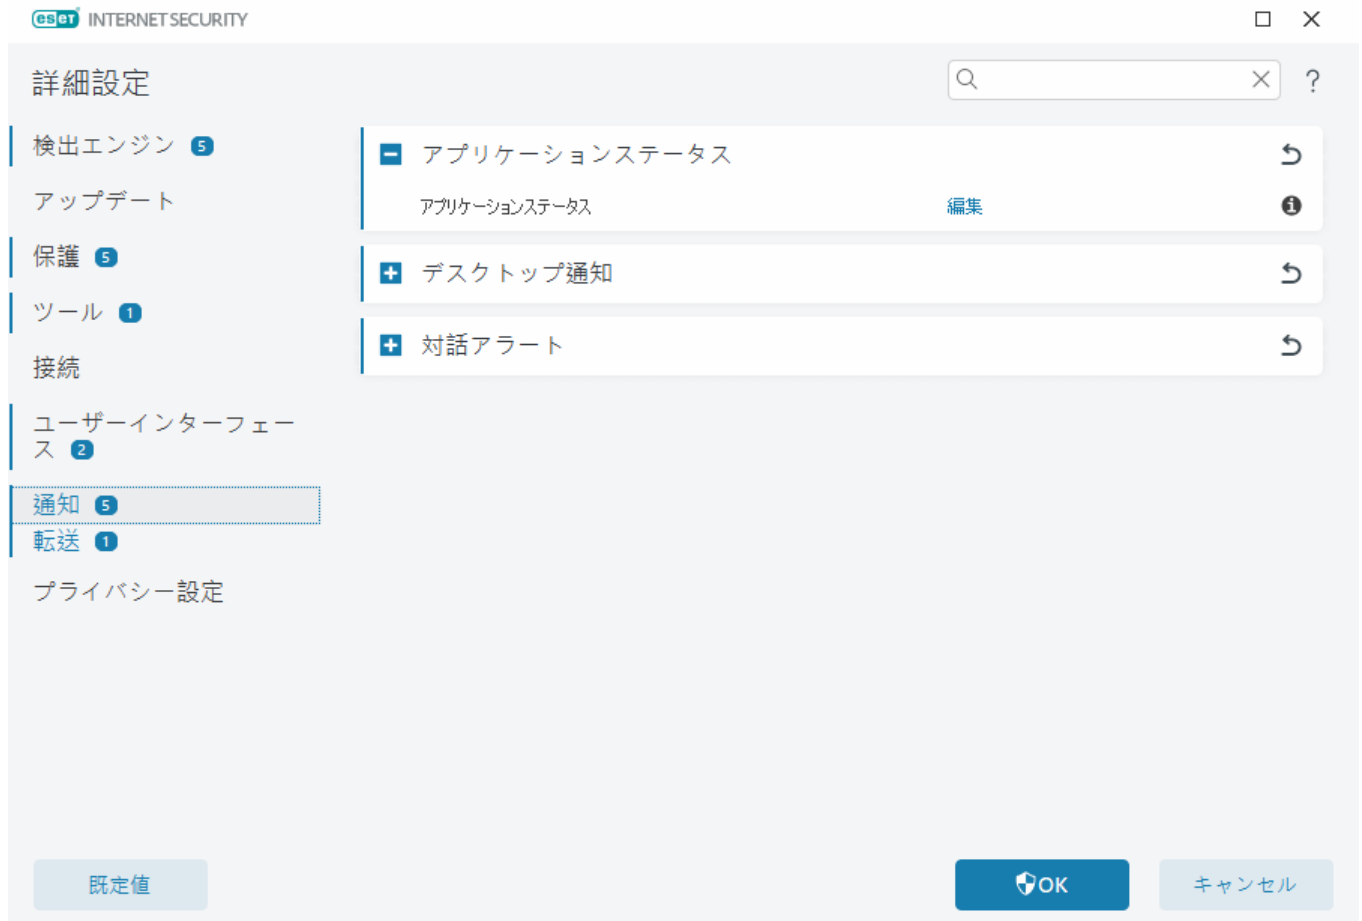 eset INTERNET SECURITY
詳細設定
?
検出エンジン 5
アップデート
保護 5
ツール 1
接続
ユーザーインターフェー
ス 2
通知 5
転送 1
プライバシー設定
アプリケーションステータス
アプリケーションステータス 編集
デスクトップ通知
対話アラート
既定値
OK
キャンセル